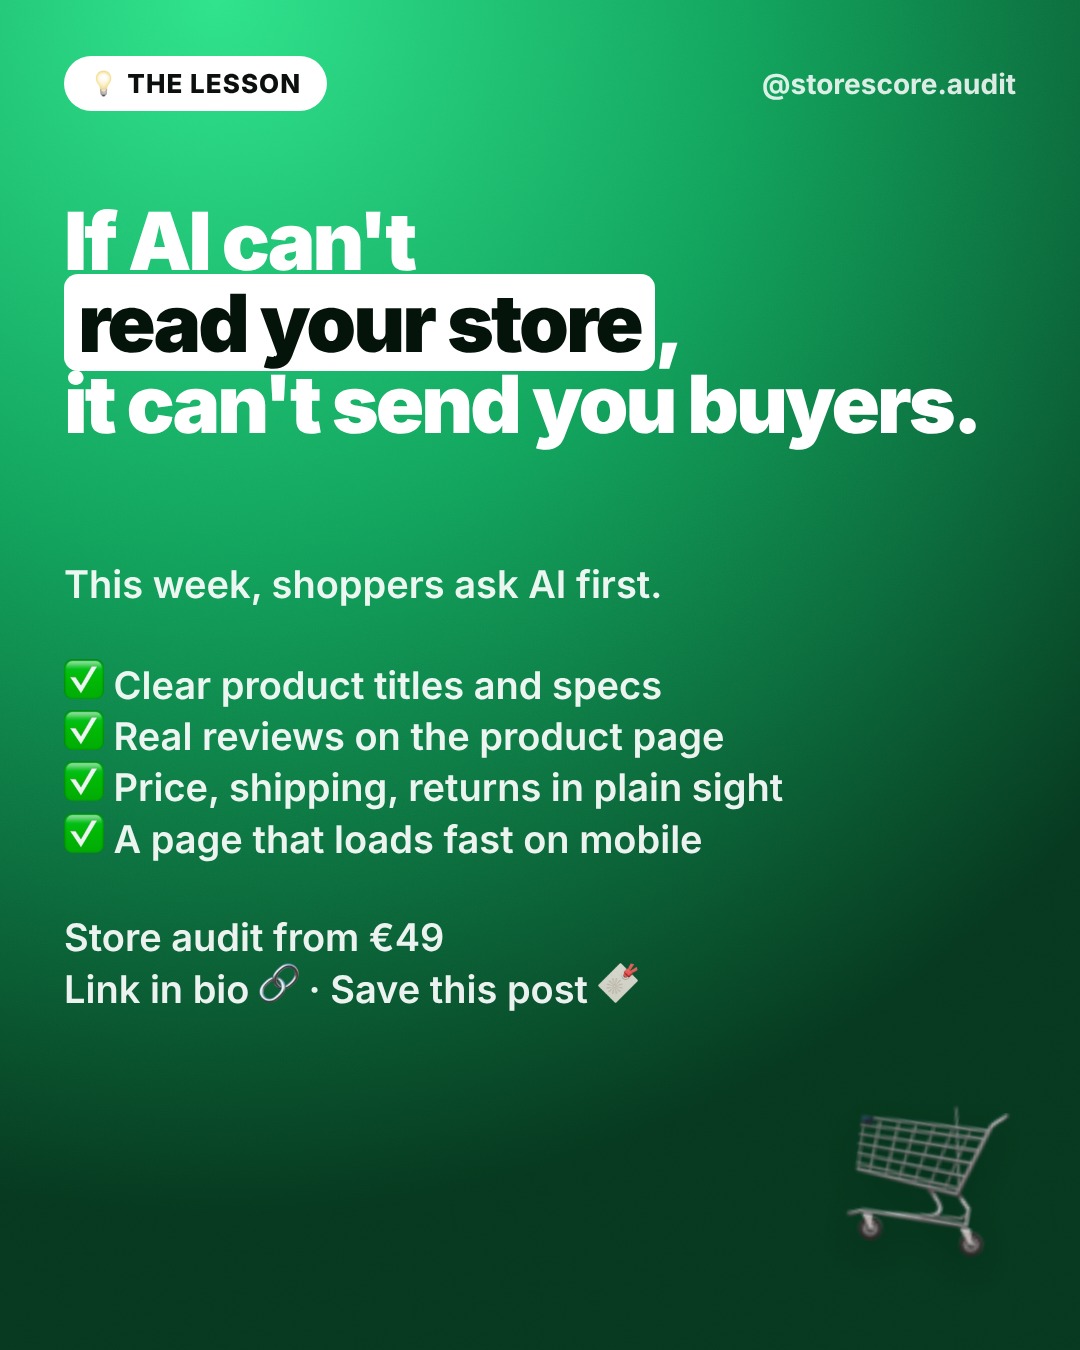 💡 THE LESSON
@storescore.audit
If AI can't
read your store,
it can't send you buyers.
This week, shoppers ask AI first.
✅ Clear product titles and specs
✅ Real reviews on the product page
✅ Price, shipping, returns in plain sight
✅ A page that loads fast on mobile
Store audit from €49
Link in bio 🔗 · Save this post 🔖